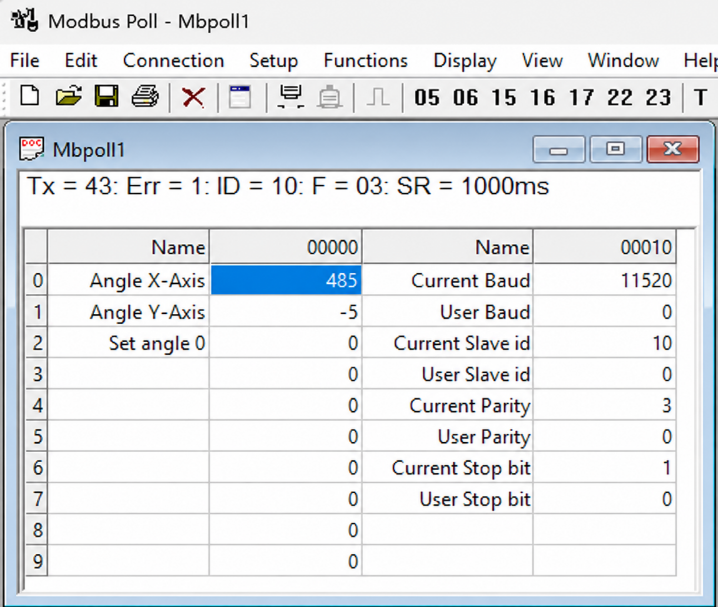 Modbus Poll - Mbpoll1
File Edit Connection Setup Functions Display View Window Help
05 06 15 16 17 22 23 T
DOC Mbpoll1
Tx = 43: Err = 1: ID = 10: F = 03: SR = 1000ms
Name 00000 Name 00010
0 Angle X-Axis 485 Current Baud 11520
1 Angle Y-Axis -5 User Baud 0
2 Set angle 0 0 Current Slave id 10
3 0 User Slave id 0
4 0 Current Parity 3
5 0 User Parity 0
6 0 Current Stop bit 1
7 0 User Stop bit 0
8 0
9 0